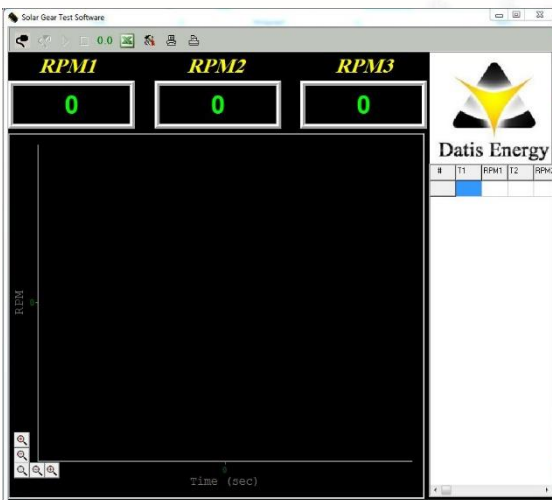 Solar Gear Test Software
0.0
RPM1 RPM2 RPM3
0 0 0
Datis Energy
# T1 RPM1 T2 RPM2
RPM
0
0
Time (sec)